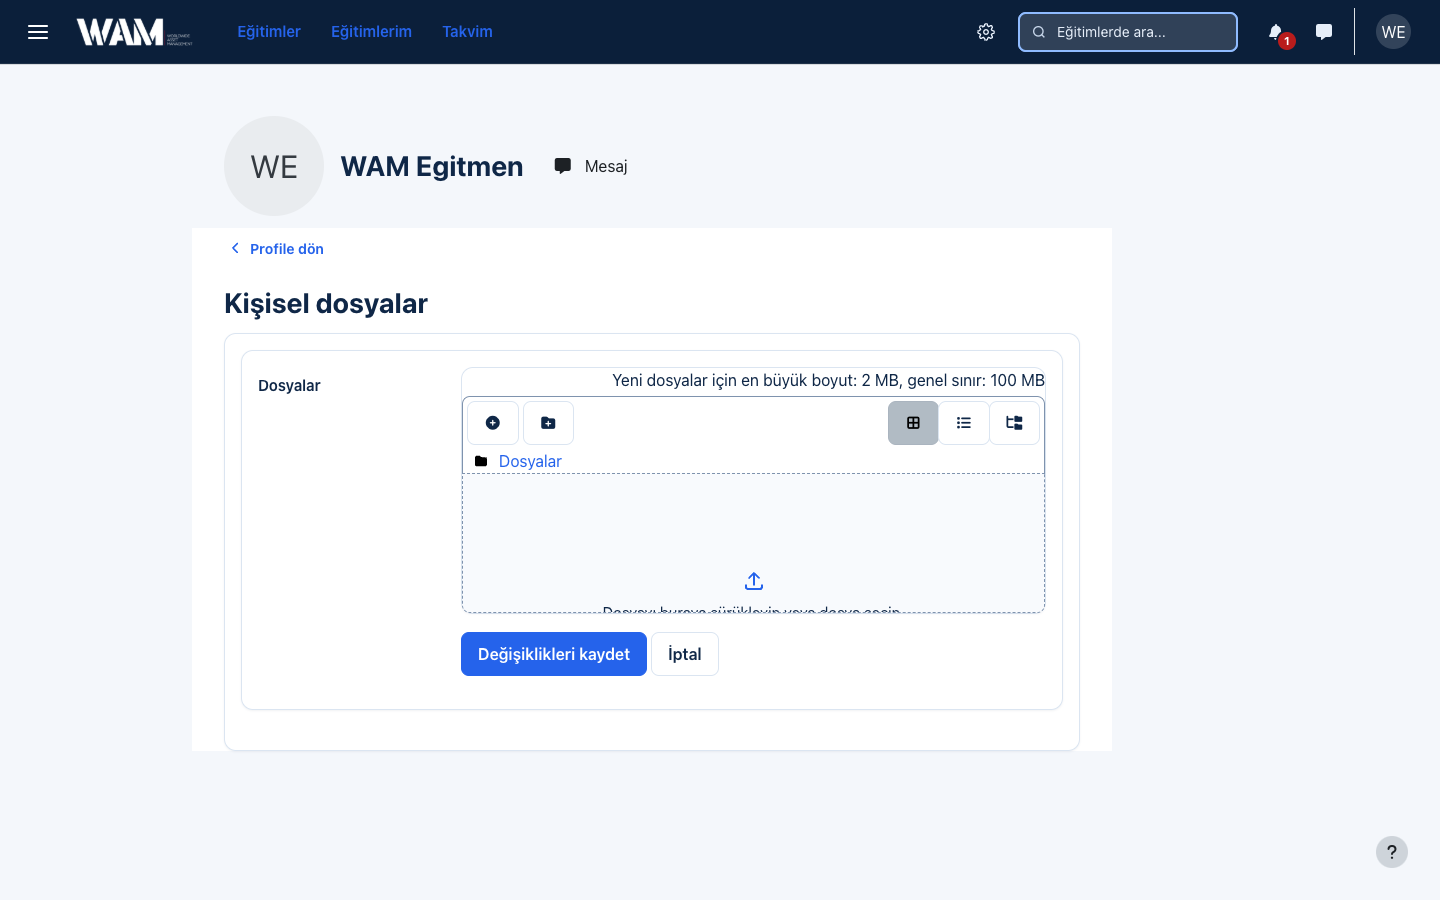 WAM
Eğitimler
Eğitimlerim
Takvim
Eğitimlerde ara...
1
WE
WE
WAM Egitmen
Mesaj
Profile dön
Kişisel dosyalar
Dosyalar
Yeni dosyalar için en büyük boyut: 2 MB, genel sınır: 100 MB
Dosyalar
Değişiklikleri kaydet
İptal
?